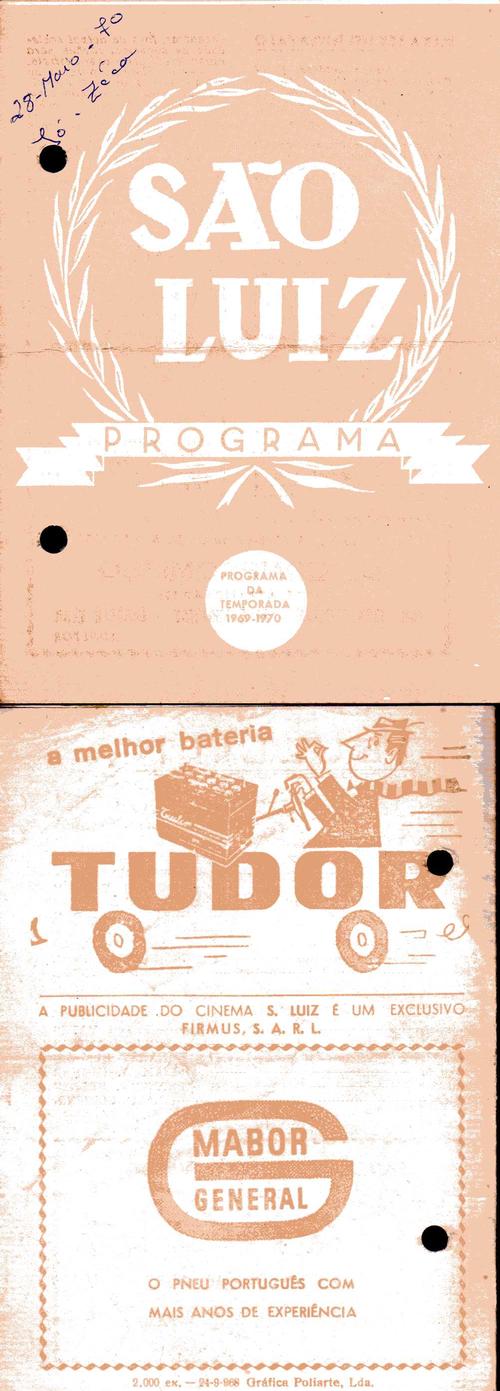 28-Maio-70
Só - Zéca
SÃO
LUIZ
PROGRAMA
PROGRAMA
DA
TEMPORADA
1969-1970
a melhor bateria
Tudor
TUDOR
A PUBLICIDADE DO CINEMA S. LUIZ É UM EXCLUSIVO
FIRMUS, S. A. R. L.
MABOR
GENERAL
O PNEU PORTUGUÊS COM
MAIS ANOS DE EXPERIÊNCIA
2.000 ex. — 24-9-968 Gráfica Poliarte, Lda.